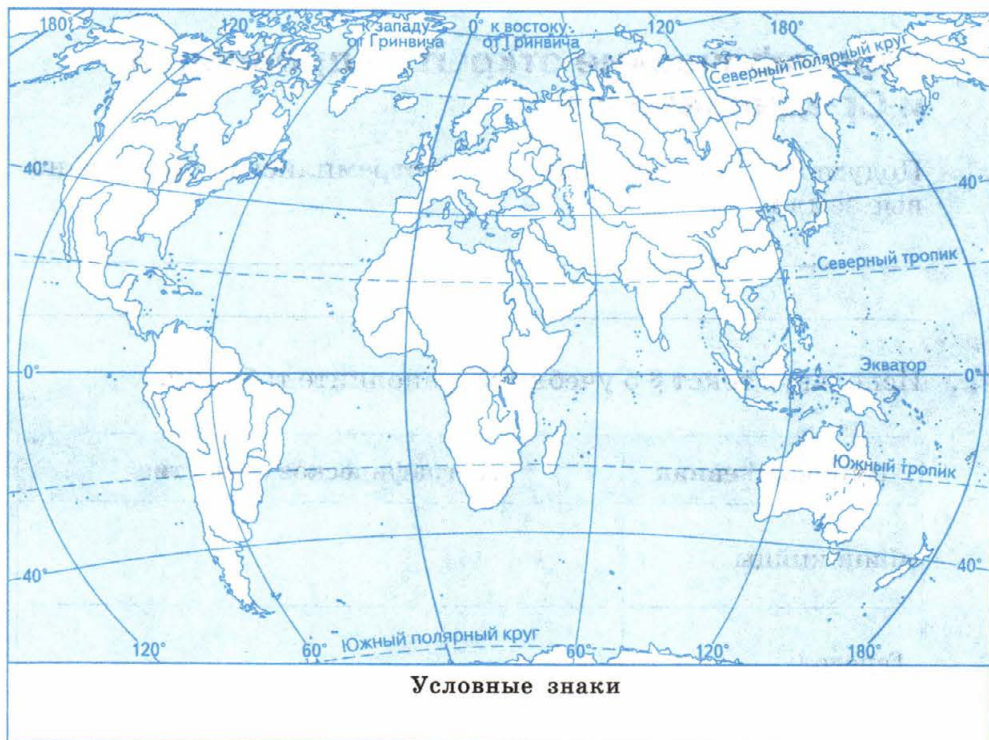 180° 120° к западу от Гринвича 0° к востоку от Гринвича 120° 180°
Северный полярный круг
40° 40°
Северный тропик
Экватор
0° 0°
Южный тропик
40° 40°
Южный полярный круг
120° 60° 60° 120° 180°
Условные знаки